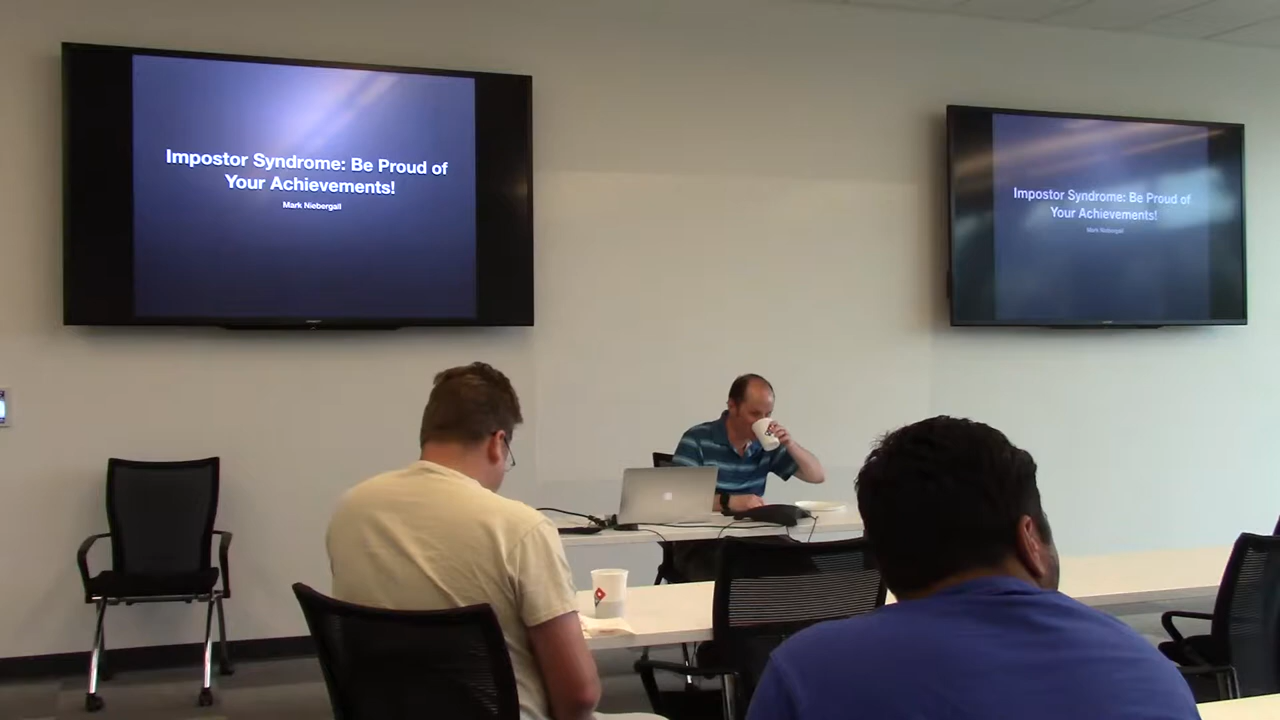 Impostor Syndrome: Be Proud of
Your Achievements!
Mark Niebergall
Impostor Syndrome: Be Proud of
Your Achievements!
Mark Niebergall